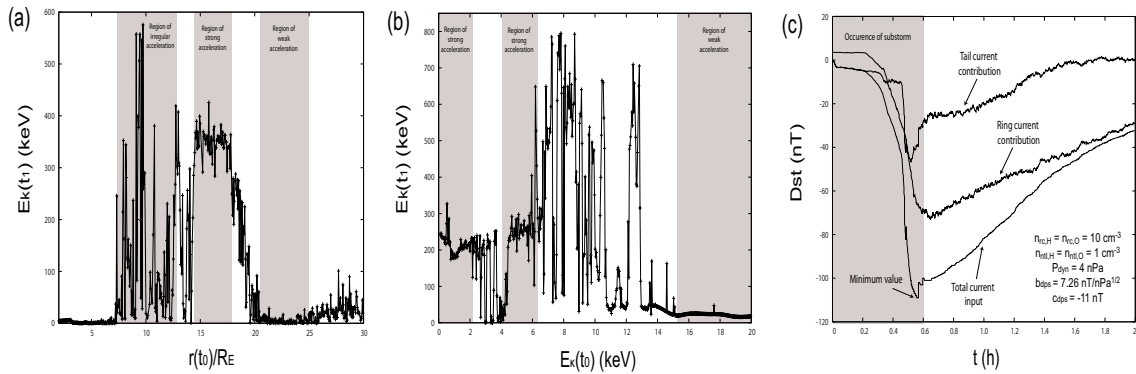 (a)
Region of
irregular
acceleration
Region of
strong
acceleration
Region of
weak
acceleration
Ek(t1) (keV)
600
500
400
300
200
100
0
5
10
15
20
25
30
r(t0)/RE
(b)
Region of
strong
acceleration
Region of
strong
acceleration
Region of
weak
acceleration
Ek(t1) (keV)
800
700
600
500
400
300
200
100
0
0
2
4
6
8
10
12
14
16
18
20
Ek(t0) (keV)
(c)
Occurence of substorm
Tail current
contribution
Ring current
contribution
Minimum value
Total current
input
nrc,H = nrc,O = 10 cm-3
nntl,H = nntl,O = 1 cm-3
Pdyn = 4 nPa
bdps = 7.26 nT/nPa1/2
cdps = -11 nT
Dst (nT)
20
0
-20
-40
-60
-80
-100
-120
0
0.2
0.4
0.6
0.8
1.0
1.2
1.4
1.6
1.8
2
t (h)